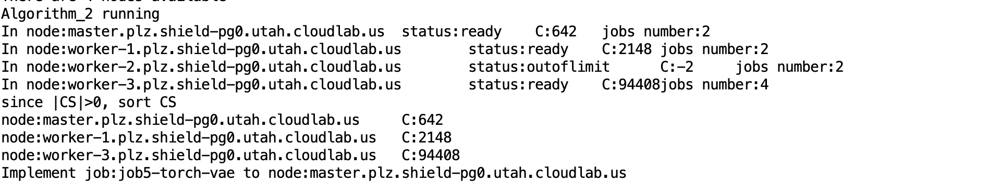 There are 4 nodes available
Algorithm_2 running
In node:master.plz.shield-pg0.utah.cloudlab.us  status:ready    C:642   jobs number:2
In node:worker-1.plz.shield-pg0.utah.cloudlab.us        status:ready    C:2148 jobs number:2
In node:worker-2.plz.shield-pg0.utah.cloudlab.us        status:outoflimit      C:-2     jobs number:2
In node:worker-3.plz.shield-pg0.utah.cloudlab.us        status:ready    C:94408jobs number:4
since |CS|>0, sort CS
node:master.plz.shield-pg0.utah.cloudlab.us     C:642
node:worker-1.plz.shield-pg0.utah.cloudlab.us   C:2148
node:worker-3.plz.shield-pg0.utah.cloudlab.us   C:94408
Implement job:job5-torch-vae to node:master.plz.shield-pg0.utah.cloudlab.us